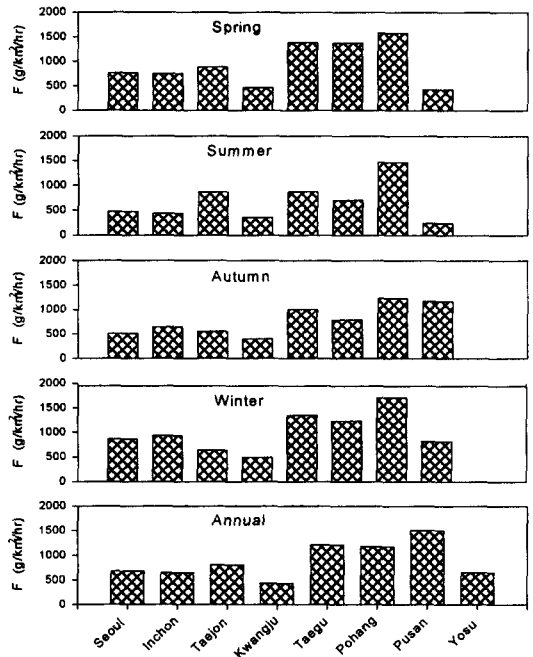 Spring
F (g/km²/hr)
2000
1500
1000
500
0
Summer
F (g/km²/hr)
2000
1500
1000
500
0
Autumn
F (g/km²/hr)
2000
1500
1000
500
0
Winter
F (g/km²/hr)
2000
1500
1000
500
0
Annual
F (g/km²/hr)
2000
1500
1000
500
0
Seoul
Inchon
Taejon
Kwangju
Taegu
Pohang
Pusan
Yosu